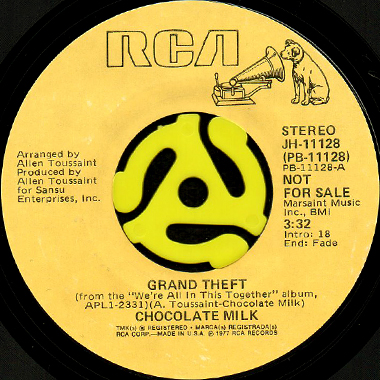 RCA
STEREO
JH-11128
(PB-11128)
PB-11128-A
NOT
FOR SALE
Marsaint Music
Inc., BMI
3:32
Intro: 18
End: Fade
Arranged by
Allen Toussaint
Produced by
Allen Toussaint
for Sansu
Enterprises, Inc.
GRAND THEFT
(from the "We're All In This Together" album,
APL1-2331)(A. Toussaint-Chocolate Milk)
CHOCOLATE MILK
TMK(s) ® REGISTERED • MARCA(s) REGISTRADA(s)
RCA CORP.—MADE IN U.S.A. ℗ 1977 RCA RECORDS